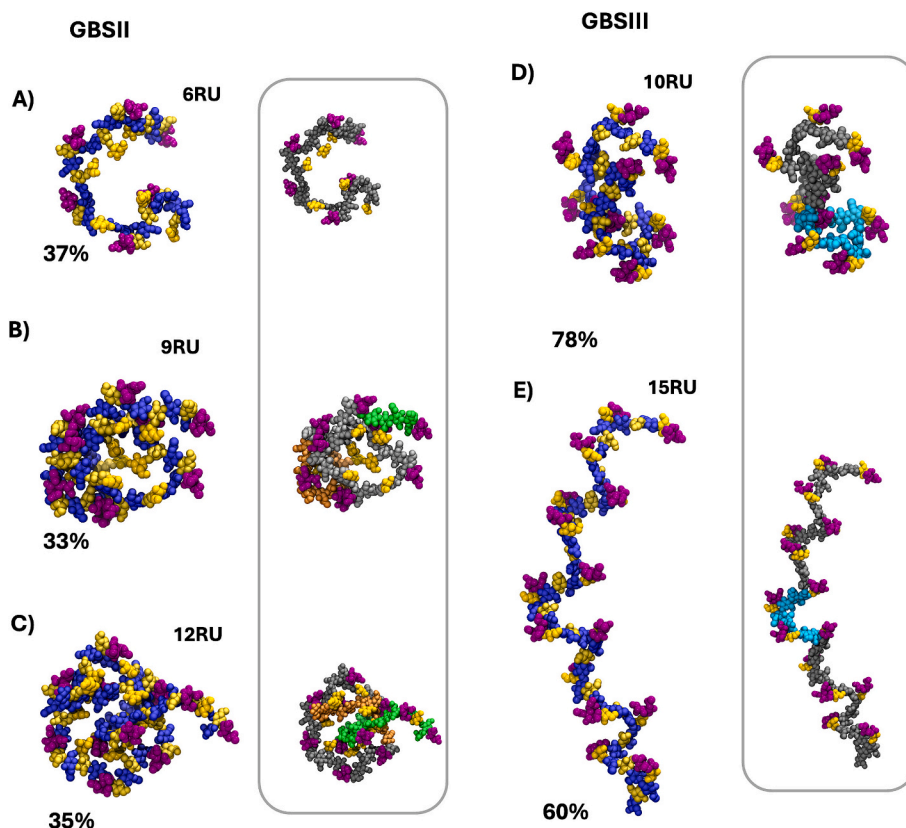 GBSII
GBSIII
A)
6RU
37%
B)
9RU
33%
C)
12RU
35%
D)
10RU
78%
E)
15RU
60%